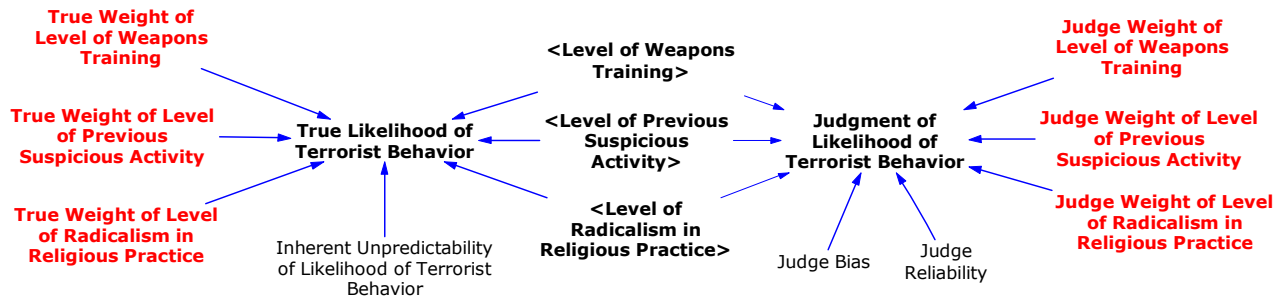 True Weight of
Level of Weapons
Training
True Weight of Level
of Previous
Suspicious Activity
True Weight of Level
of Radicalism in
Religious Practice
True Likelihood of
Terrorist Behavior
Inherent Unpredictability
of Likelihood of Terrorist
Behavior
<Level of Weapons
Training>
<Level of Previous
Suspicious
Activity>
<Level of
Radicalism in
Religious Practice>
Judgment of
Likelihood of
Terrorist Behavior
Judge Bias
Judge
Reliability
Judge Weight of
Level of Weapons
Training
Judge Weight of Level
of Previous
Suspicious Activity
Judge Weight of Level
of Radicalism in
Religious Practice